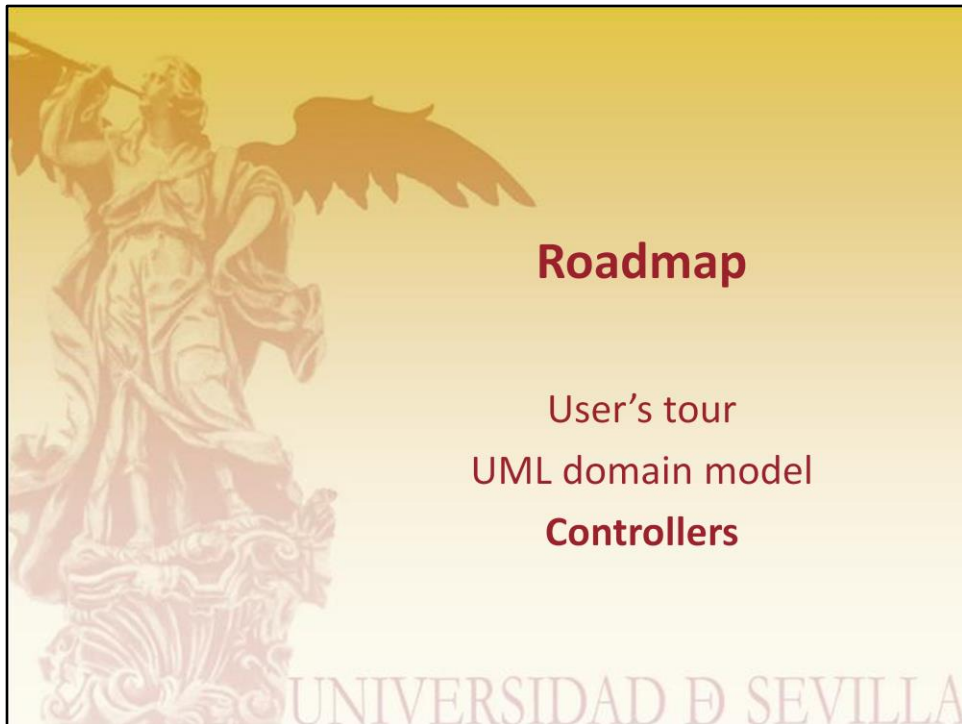 Roadmap
User’s tour
UML domain model
Controllers
UNIVERSIDAD Ð SEVILLA